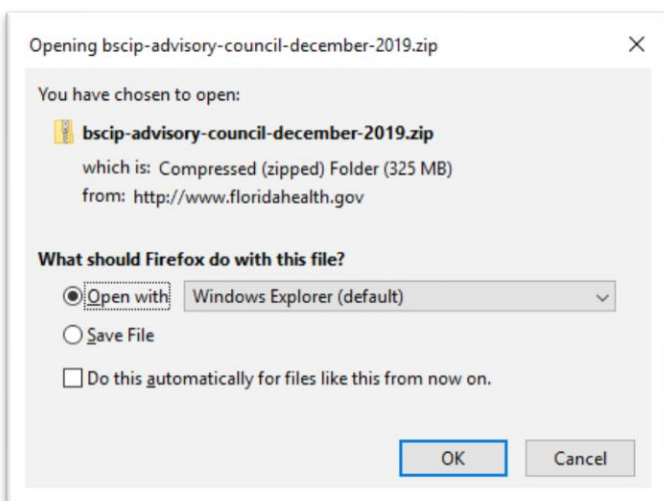 Opening bscip-advisory-council-december-2019.zip
You have chosen to open:
bscip-advisory-council-december-2019.zip
which is: Compressed (zipped) Folder (325 MB)
from: http://www.floridahealth.gov
What should Firefox do with this file?
Open with Windows Explorer (default)
Save File
Do this automatically for files like this from now on.
OK Cancel